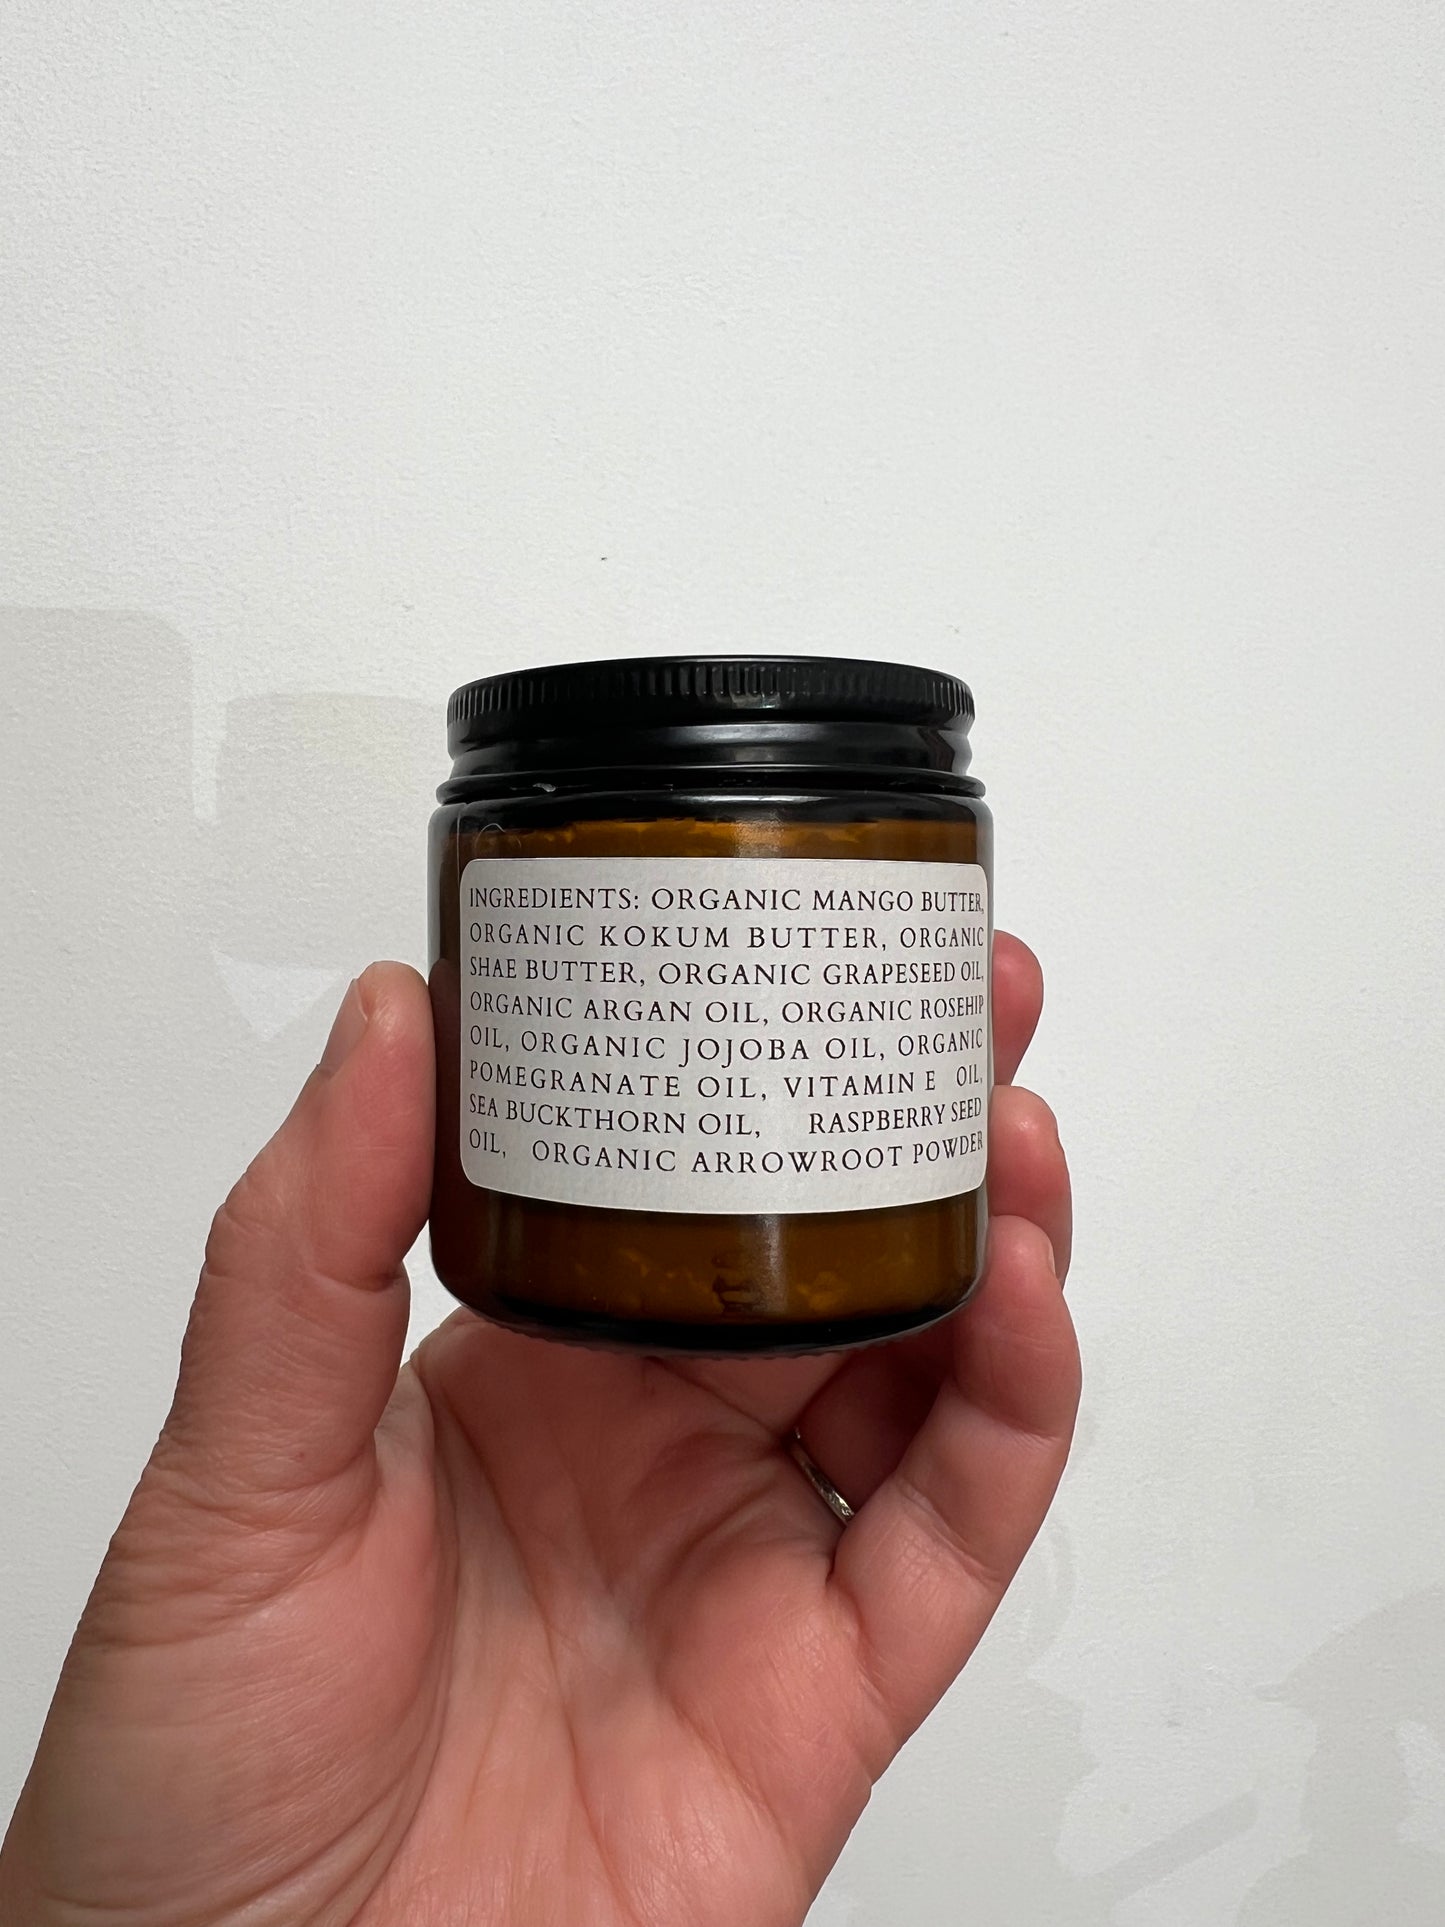 INGREDIENTS: ORGANIC MANGO BUTTER,
ORGANIC KOKUM BUTTER, ORGANIC
SHAE BUTTER, ORGANIC GRAPESEED OIL,
ORGANIC ARGAN OIL, ORGANIC ROSEHIP
OIL, ORGANIC JOJOBA OIL, ORGANIC
POMEGRANATE OIL, VITAMIN E OIL,
SEA BUCKTHORN OIL, RASPBERRY SEED
OIL, ORGANIC ARROWROOT POWDER